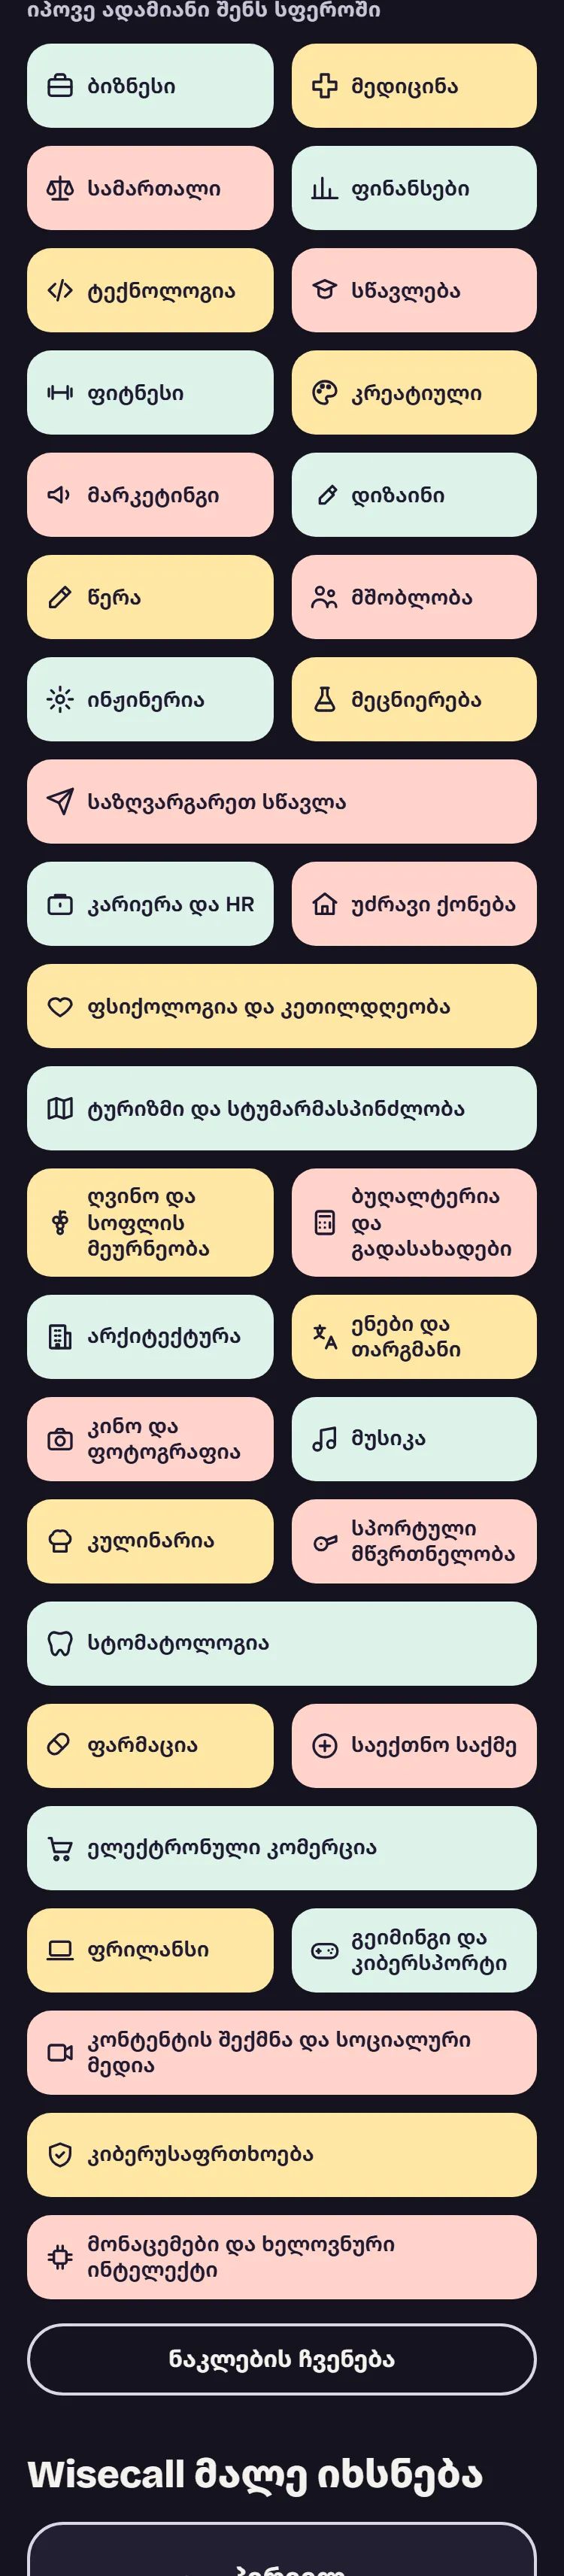 იპოვე ადამიანი შენს სფეროში
ბიზნესი
მედიცინა
სამართალი
ფინანსები
ტექნოლოგია
სწავლება
ფიტნესი
კრეატიული
მარკეტინგი
დიზაინი
წერა
მშობლობა
ინჟინერია
მეცნიერება
საზღვარგარეთ სწავლა
კარიერა და HR
უძრავი ქონება
ფსიქოლოგია და კეთილდღეობა
ტურიზმი და სტუმარმასპინძლობა
ღვინო და
სოფლის
მეურნეობა
ბუღალტერია
და
გადასახადები
არქიტექტურა
ენები და
თარგმანი
კინო და
ფოტოგრაფია
მუსიკა
კულინარია
სპორტული
მწვრთნელობა
სტომატოლოგია
ფარმაცია
საექთნო საქმე
ელექტრონული კომერცია
ფრილანსი
გეიმინგი და
კიბერსპორტი
კონტენტის შექმნა და სოციალური
მედია
კიბერუსაფრთხოება
მონაცემები და ხელოვნური
ინტელექტი
ნაკლების ჩვენება
Wisecall მალე იხსნება